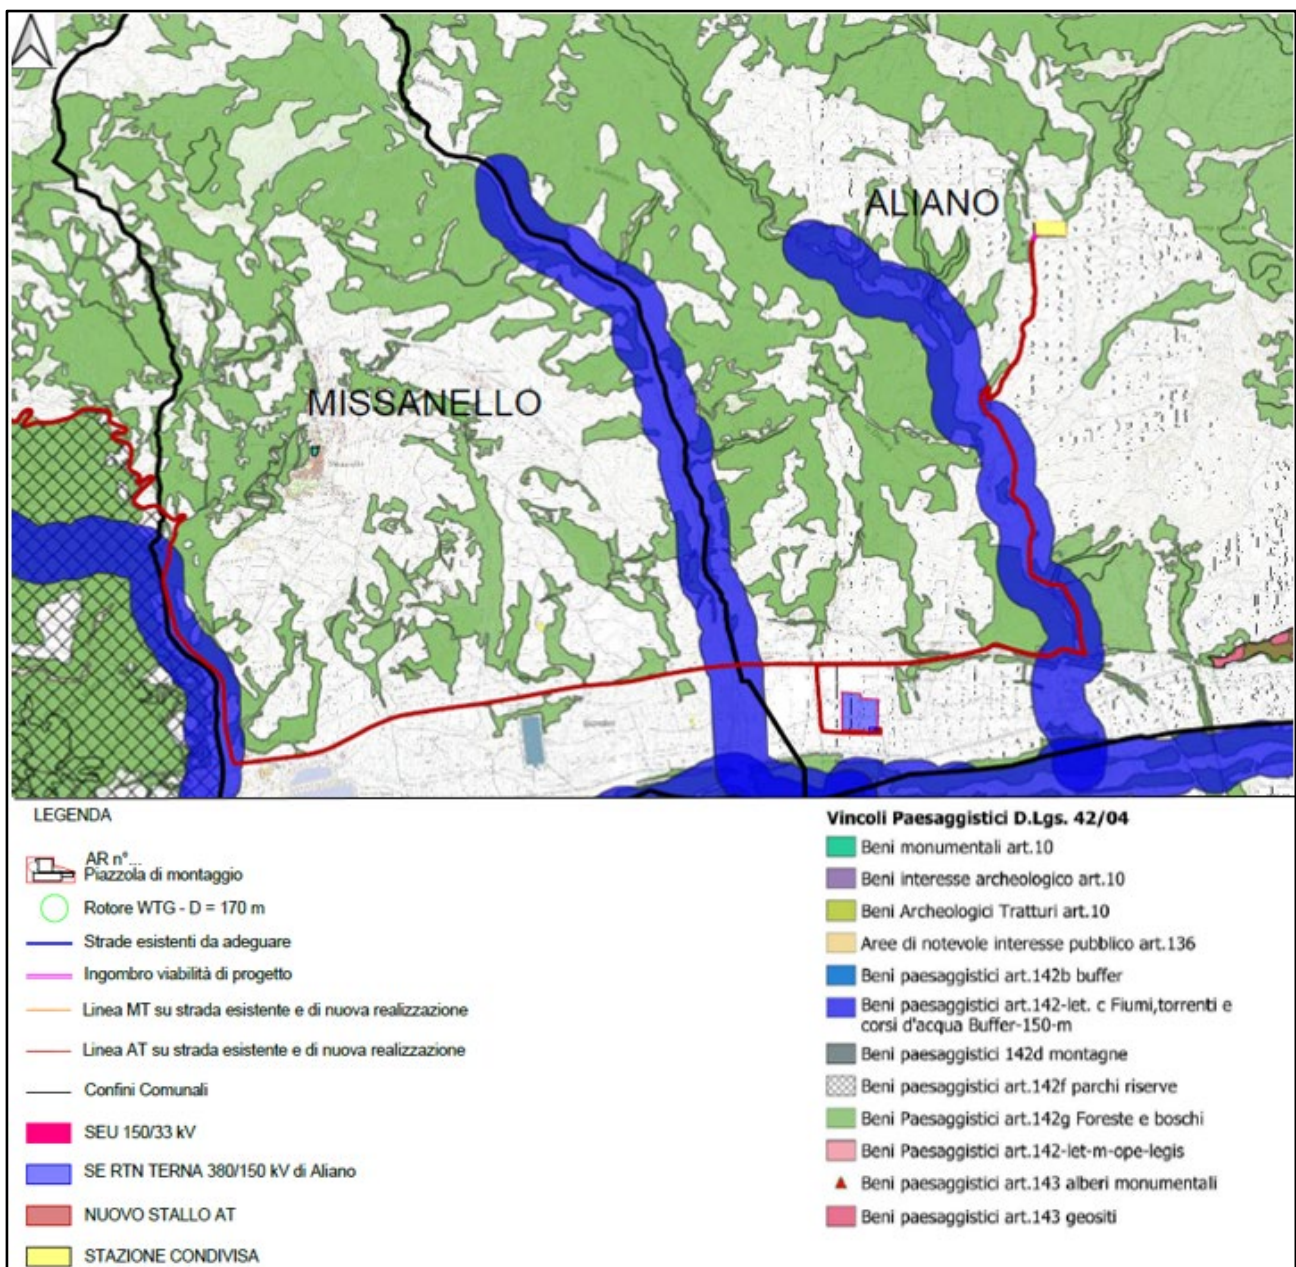 ALIANO
MISSANELLO
LEGENDA
AR n°...
Piazzola di montaggio
Rotore WTG - D = 170 m
Strade esistenti da adeguare
Ingombro viabilità di progetto
Linea MT su strada esistente e di nuova realizzazione
Linea AT su strada esistente e di nuova realizzazione
Confini Comunali
SEU 150/33 kV
SE RTN TERNA 380/150 kV di Aliano
NUOVO STALLO AT
STAZIONE CONDIVISA
Vincoli Paesaggistici D.Lgs. 42/04
Beni monumentali art.10
Beni interesse archeologico art.10
Beni Archeologici Tratturi art.10
Aree di notevole interesse pubblico art.136
Beni paesaggistici art.142b buffer
Beni paesaggistici art.142-let. c Fiumi,torrenti e
corsi d'acqua Buffer-150-m
Beni paesaggistici 142d montagne
Beni paesaggistici art.142f parchi riserve
Beni Paesaggistici art.142g Foreste e boschi
Beni Paesaggistici art.142-let-m-ope-legis
Beni paesaggistici art.143 alberi monumentali
Beni paesaggistici art.143 geositi